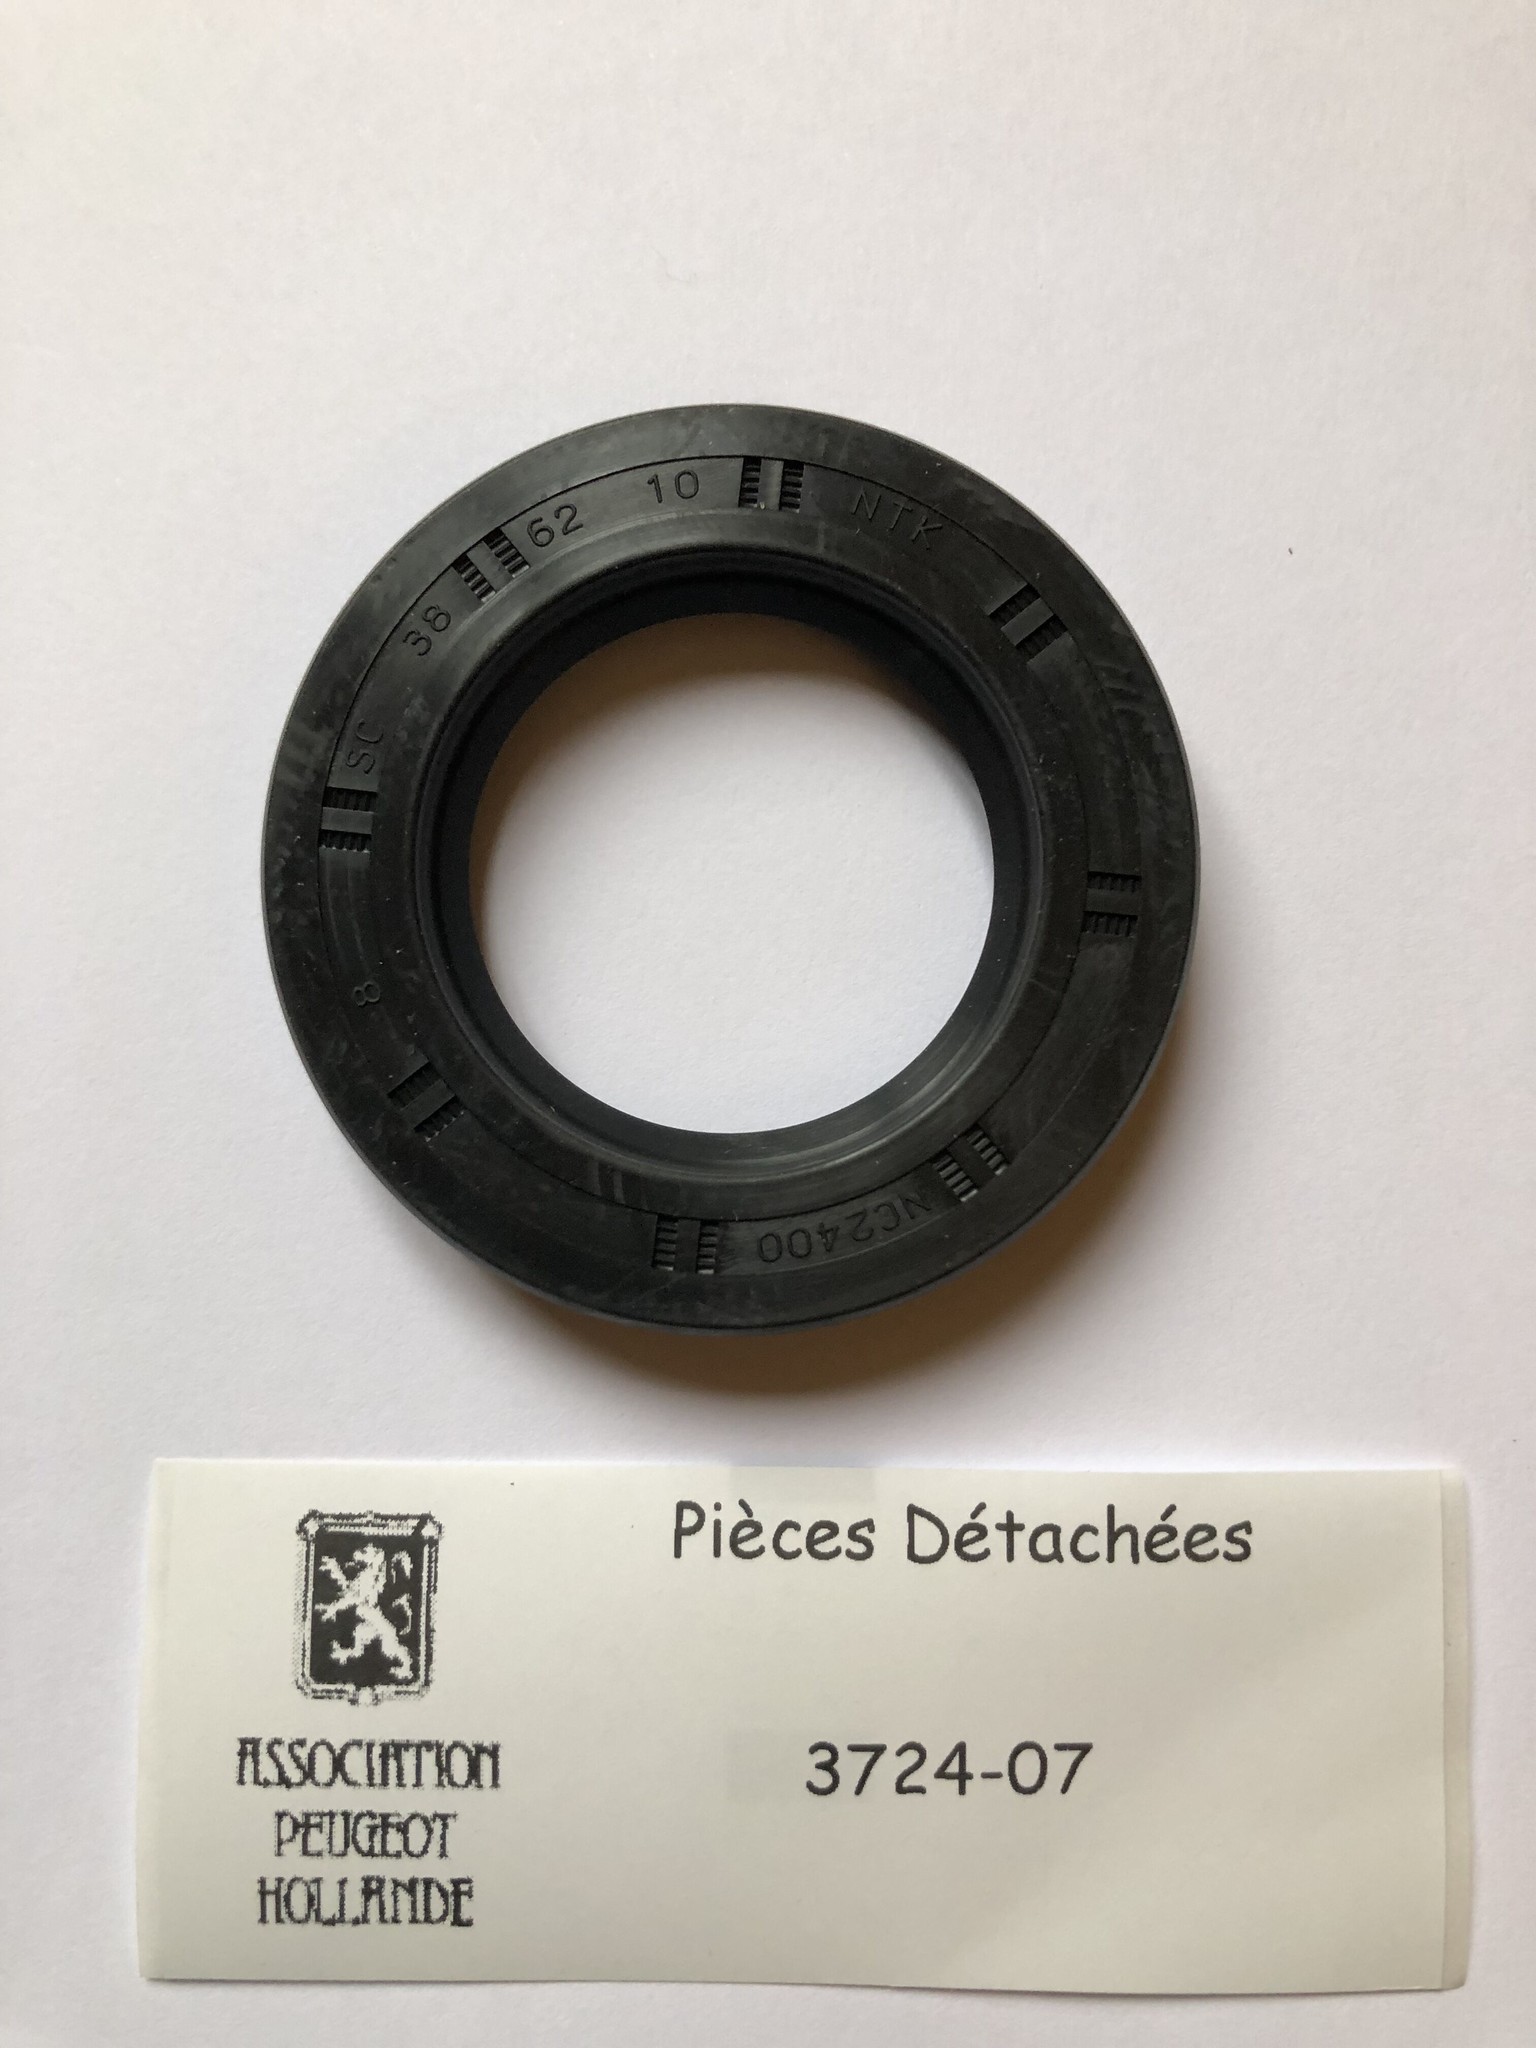 SC 38 62 10 NTK
NC2400
8
Pièces Détachées
3724-07
ASSOCIATION
PEUGEOT
HOLLANDE